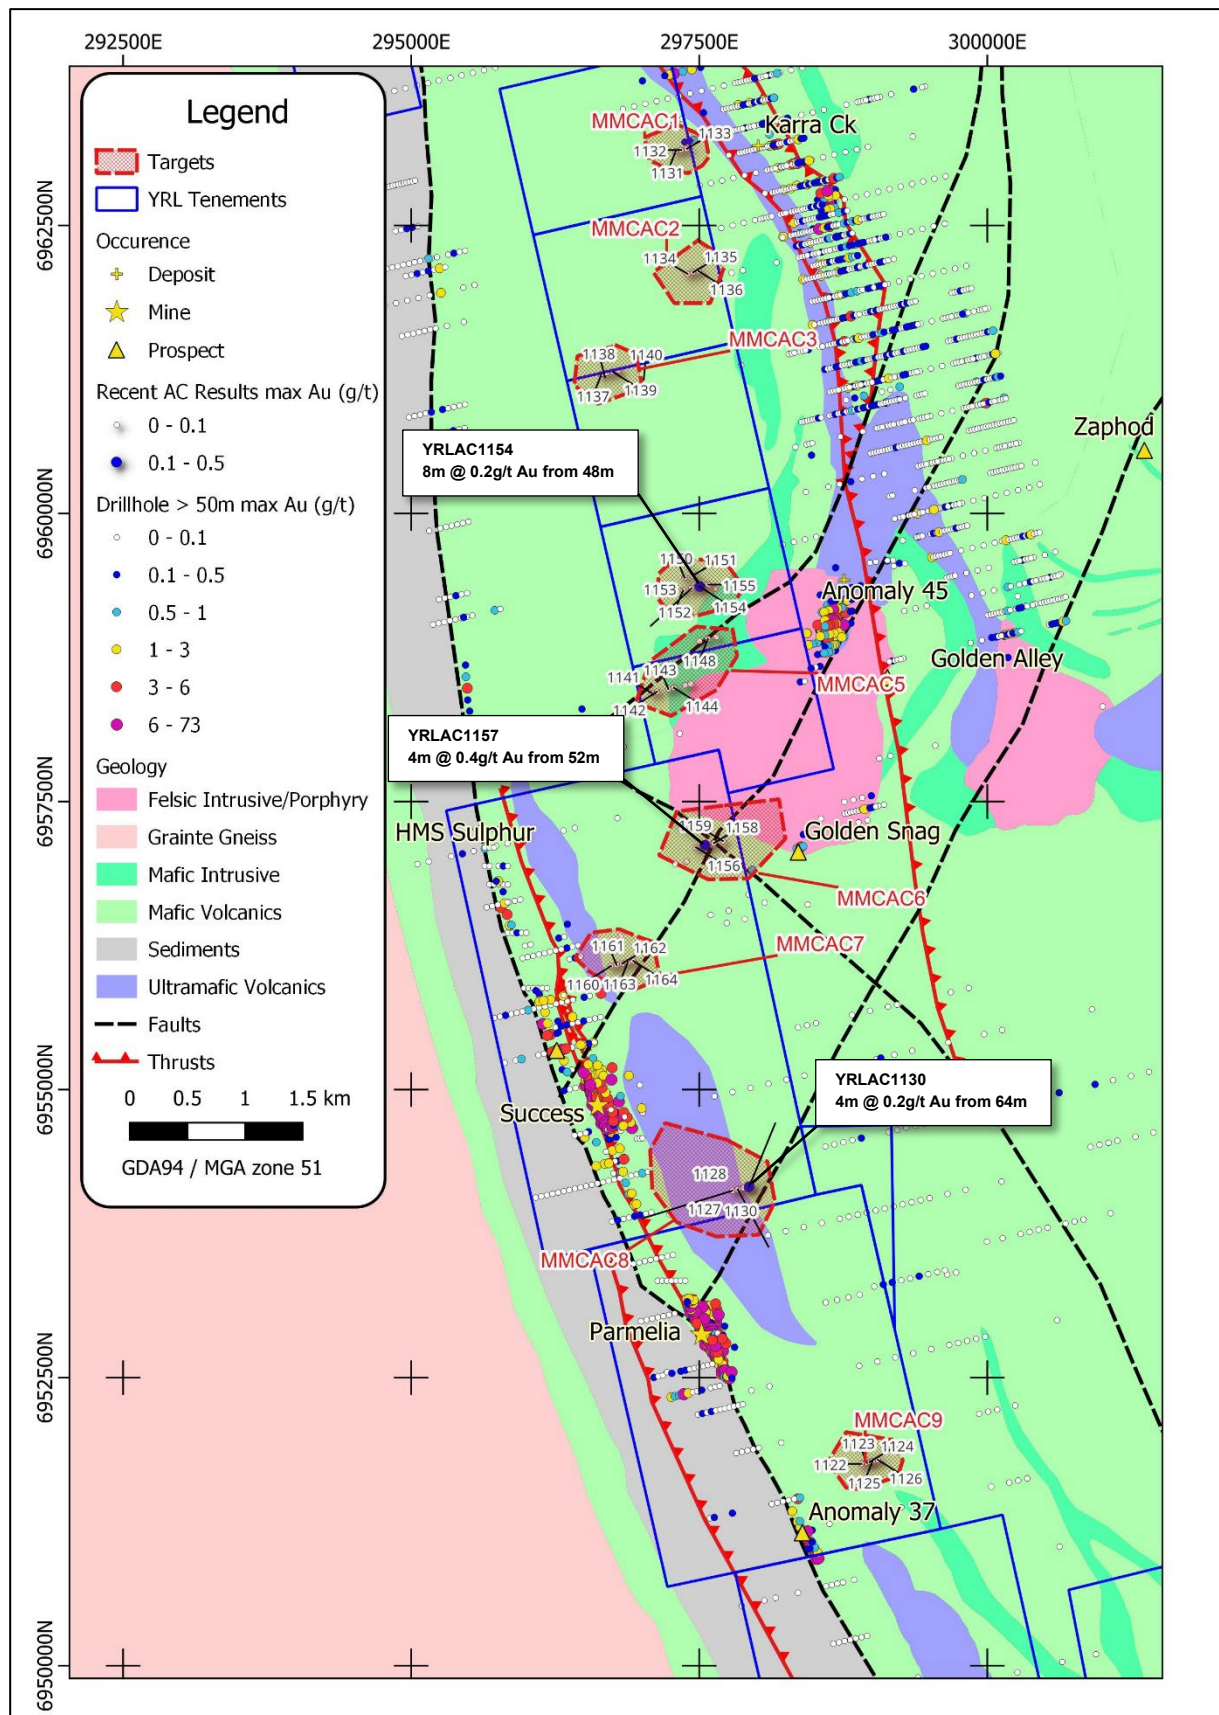 292500E
295000E
297500E
300000E
6962500N
6960000N
6957500N
6955000N
6952500N
6950000N
Legend
Targets
YRL Tenements
Occurence
Deposit
Mine
Prospect
Recent AC Results max Au (g/t)
0 - 0.1
0.1 - 0.5
Drillhole > 50m max Au (g/t)
0 - 0.1
0.1 - 0.5
0.5 - 1
1 - 3
3 - 6
6 - 73
Geology
Felsic Intrusive/Porphyry
Grainte Gneiss
Mafic Intrusive
Mafic Volcanics
Sediments
Ultramafic Volcanics
Faults
Thrusts
0 0.5 1 1.5 km
GDA94 / MGA zone 51
MMCAC1
1133
1132
1131
Karra Ck
MMCAC2
1134
1135
1136
MMCAC3
1138
1140
1137
1139
Zaphod
YRLAC1154
8m @ 0.2g/t Au from 48m
1150
1151
1153
1155
1152
1154
Anomaly 45
Golden Alley
1148
1143
1141
1142
1144
MMCAC5
YRLAC1157
4m @ 0.4g/t Au from 52m
HMS Sulphur
1159
1158
1156
Golden Snag
MMCAC6
MMCAC7
1161
1162
1160
1163
1164
YRLAC1130
4m @ 0.2g/t Au from 64m
Success
1128
1127
1130
MMCAC8
Parmelia
MMCAC9
1123
1124
1122
1125
1126
Anomaly 37